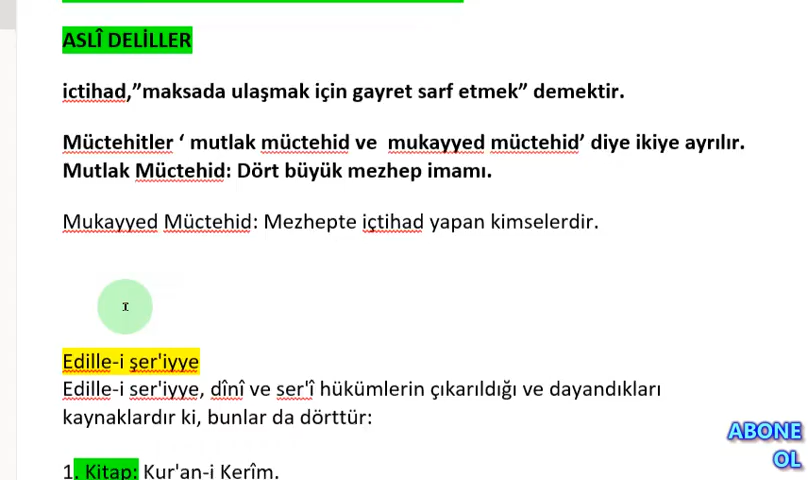 ASLÎ DELİLLER
ictihad,”maksada ulaşmak için gayret sarf etmek” demektir.
Müctehitler ‘ mutlak müctehid ve  mukayyed müctehid’ diye ikiye ayrılır.
Mutlak Müctehid: Dört büyük mezhep imamı.
Mukayyed Müctehid: Mezhepte içtihad yapan kimselerdir.
Edille-i şer'iyye
Edille-i ser'iyye, dînî ve ser'î hükümlerin çıkarıldığı ve dayandıkları
kaynaklardır ki, bunlar da dörttür:
ABONE
OL
1. Kitap: Kur'an-i Kerîm.